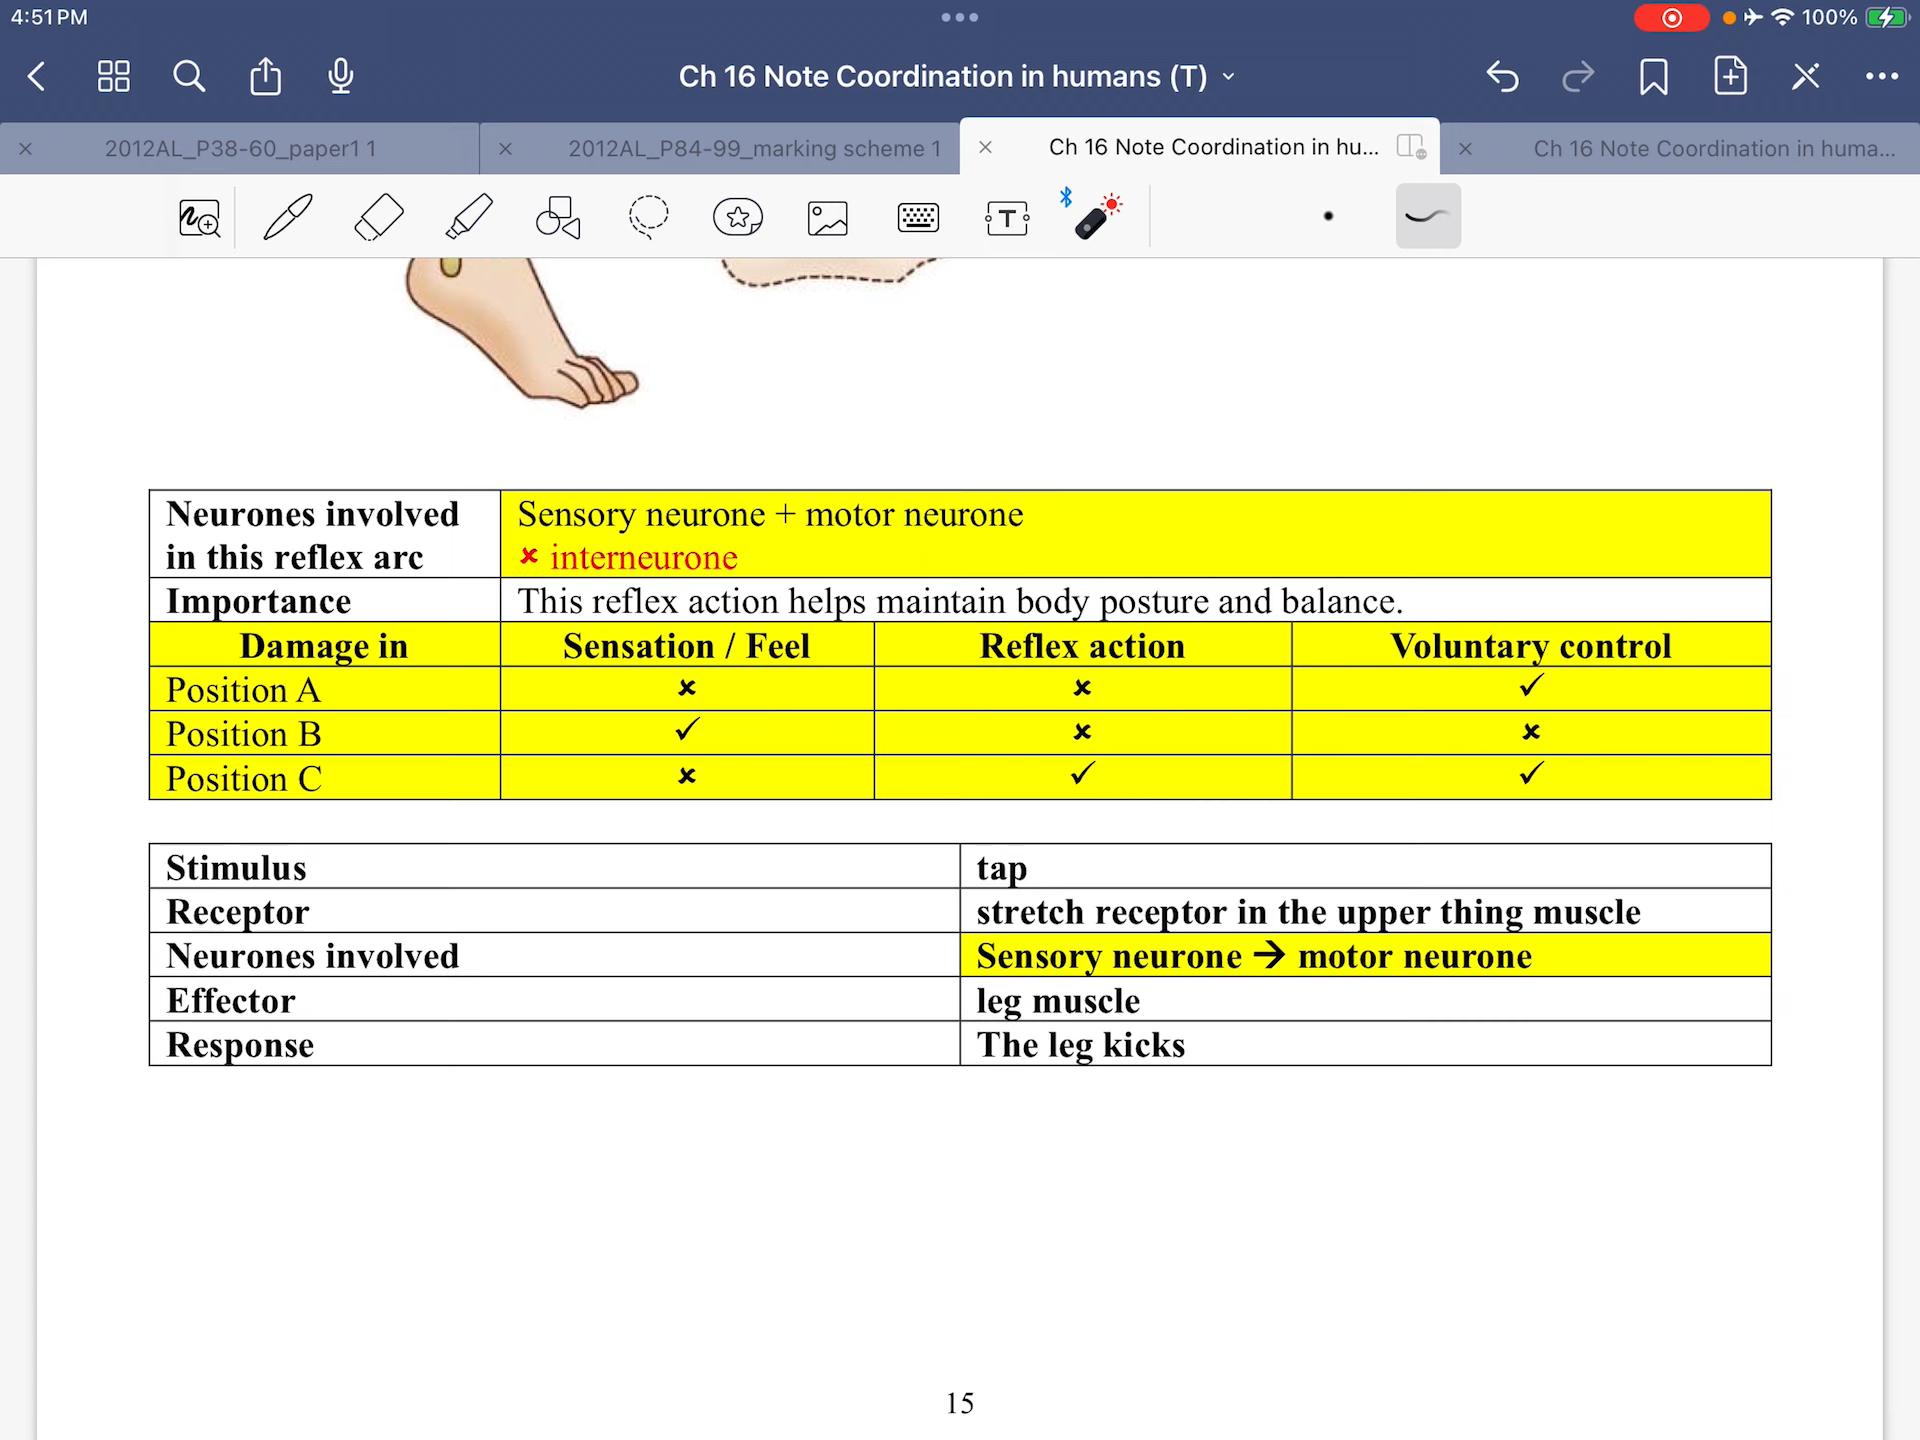 4:51 PM
100%
Ch 16 Note Coordination in humans (T)
2012AL_P38-60_paper1 1
2012AL_P84-99_marking scheme 1
Ch 16 Note Coordination in hu...
Ch 16 Note Coordination in huma...
T
Neurones involved in this reflex arc
Sensory neurone + motor neurone
✗ interneurone
Importance
This reflex action helps maintain body posture and balance.
Damage in Sensation / Feel Reflex action Voluntary control
Position A ✗ ✗ ✓
Position B ✓ ✗ ✗
Position C ✗ ✓ ✓
Stimulus tap
Receptor stretch receptor in the upper thing muscle
Neurones involved Sensory neurone → motor neurone
Effector leg muscle
Response The leg kicks
15